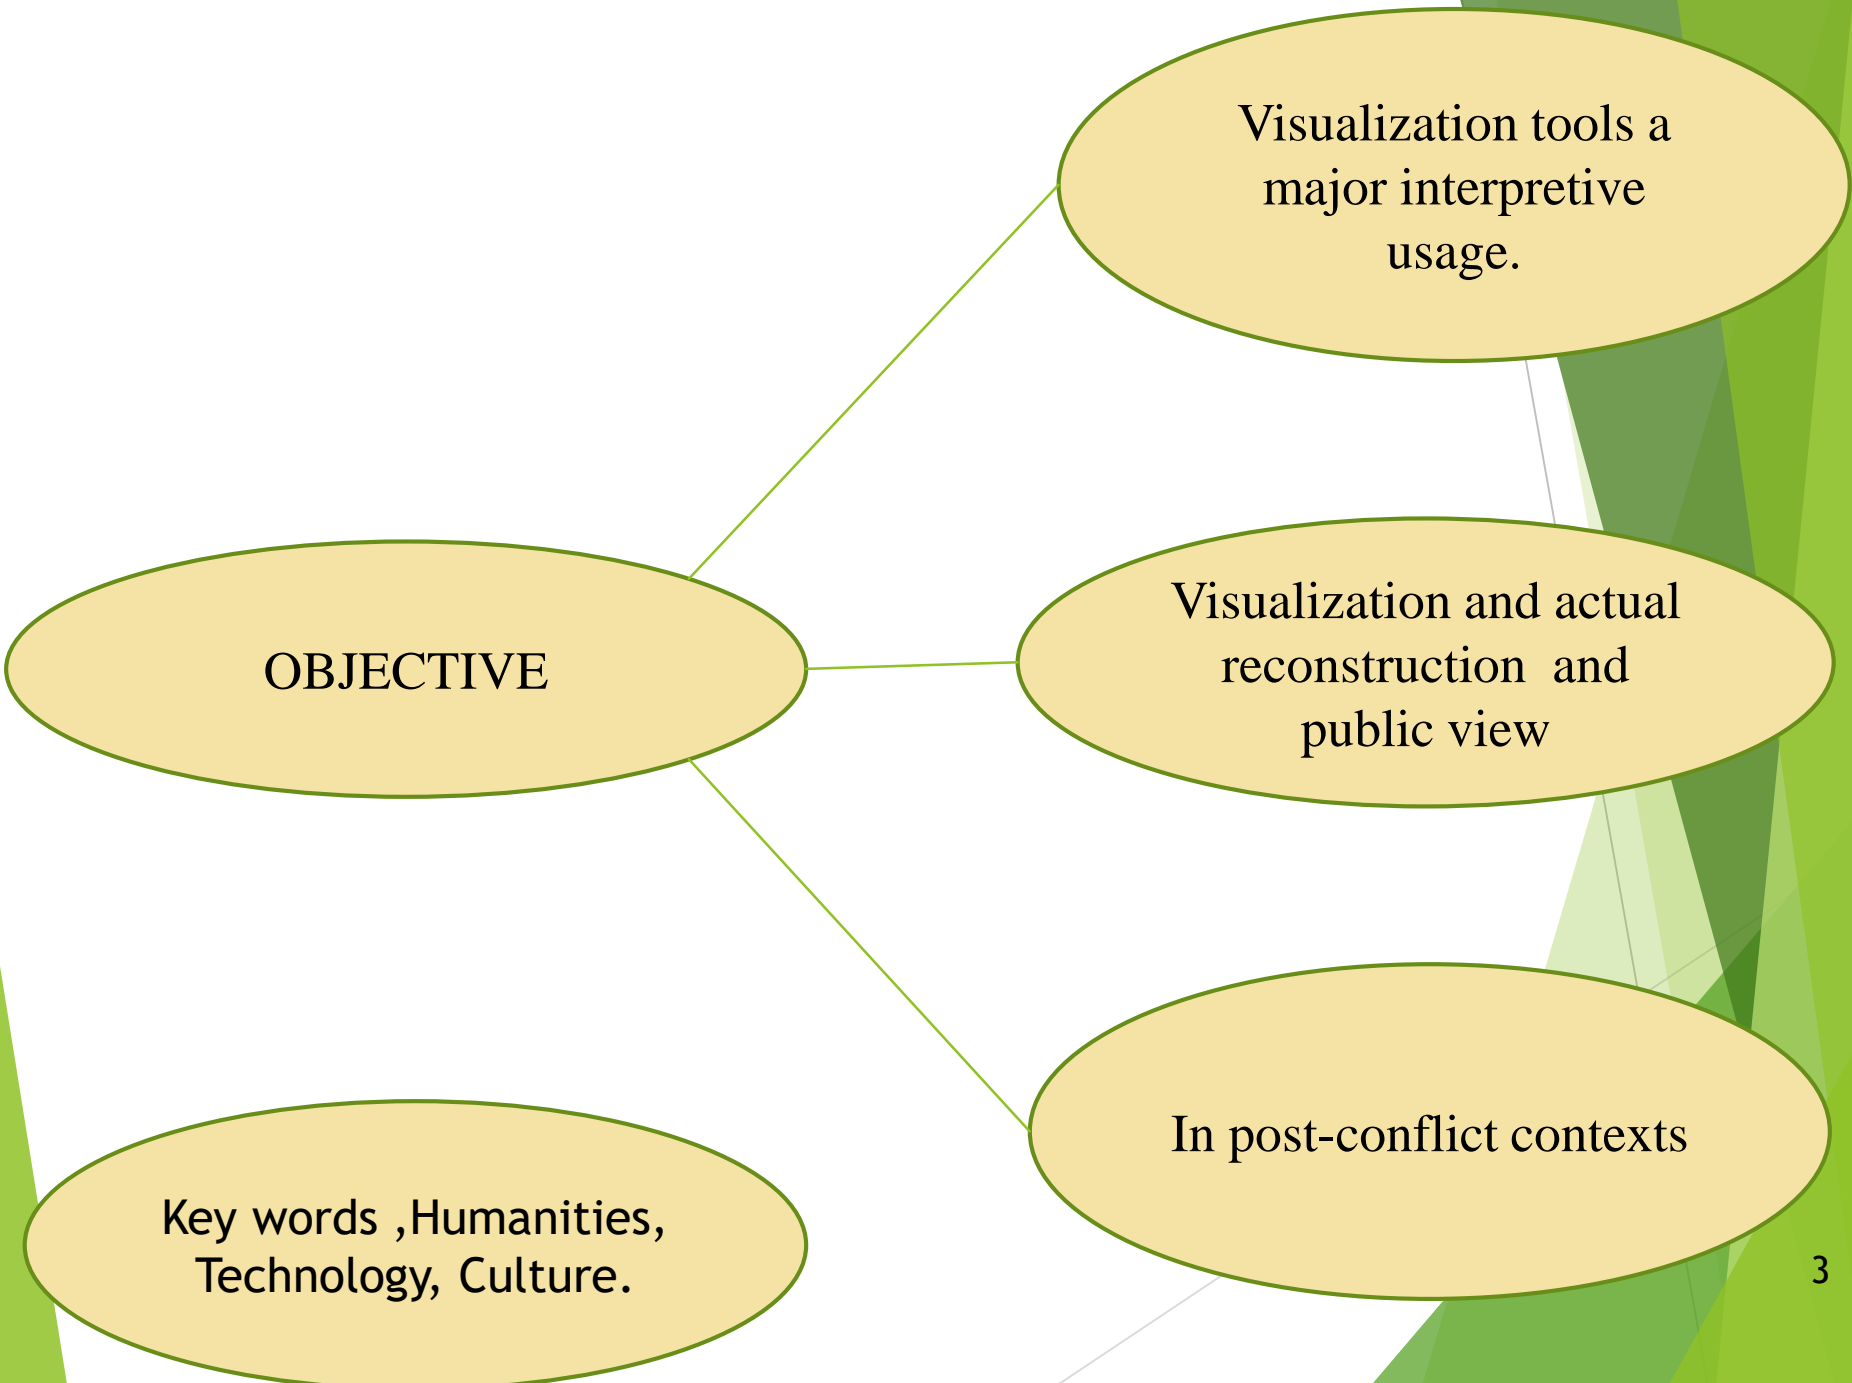 Visualization tools a
major interpretive
usage.
OBJECTIVE
Visualization and actual
reconstruction  and
public view
In post-conflict contexts
Key words ,Humanities,
Technology, Culture.
3